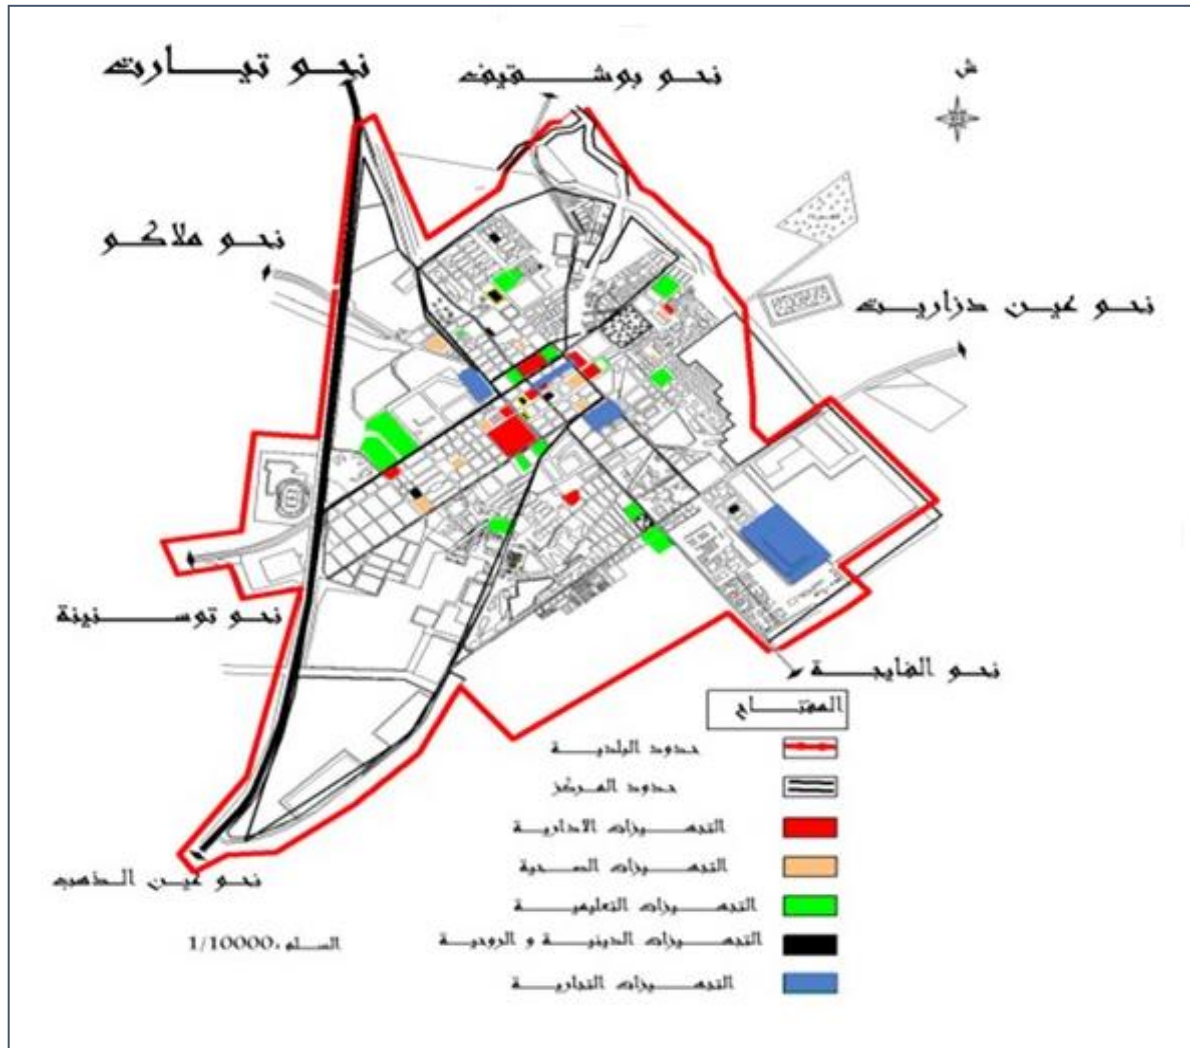 ش
نحو تيارت
نحو بوشقيف
نحو ملاكو
نحو عين دزاريت
نحو توسنينة
نحو الفايجة
نحو عين الذهب
المفتاح
حدود البلدية
حدود المركز
التجهيزات الادارية
التجهيزات الصحية
التجهيزات التعليمية
التجهيزات الدينية و الروحية
التجهيزات التجارية
السلم: 1/10000